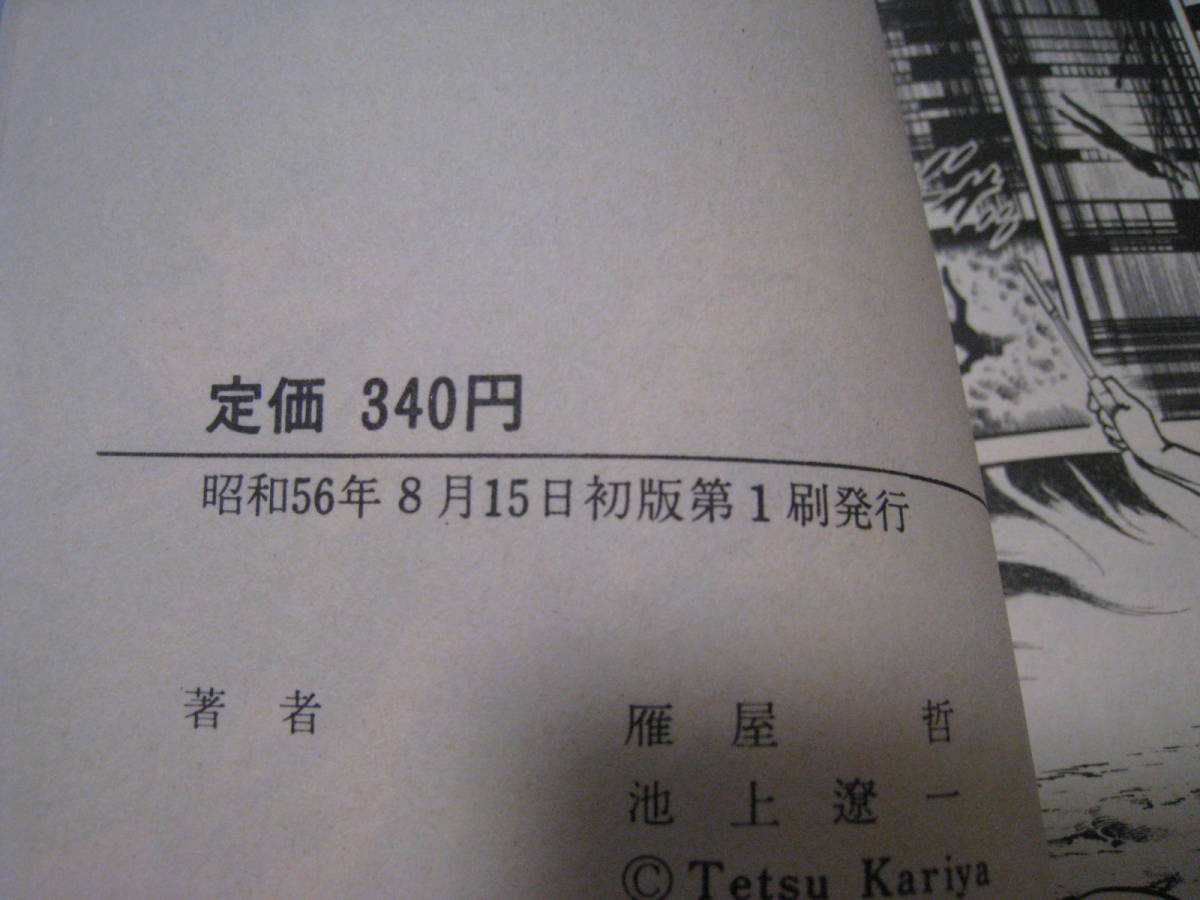 定価 340円
昭和56年8月15日初版第1刷発行
著者 雁屋 哲
池上遼一
© Tetsu Kariya